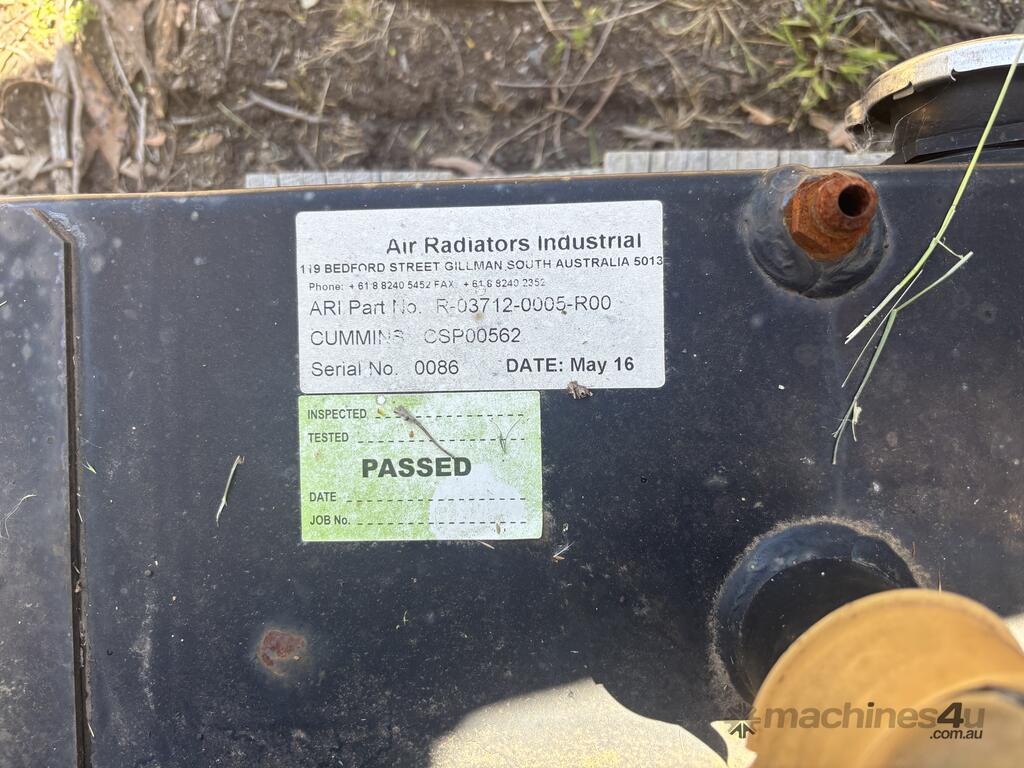 Air Radiators Industrial
119 BEDFORD STREET GILLMAN SOUTH AUSTRALIA 5013
Phone: + 61 8 8240 5452 FAX: + 61 8 8240 2352
ARI Part No. R-03712-0005-R00
CUMMINS CSP00562
Serial No. 0086 DATE: May 16
INSPECTED
TESTED
PASSED
DATE
JOB No.
machines4u
.com.au